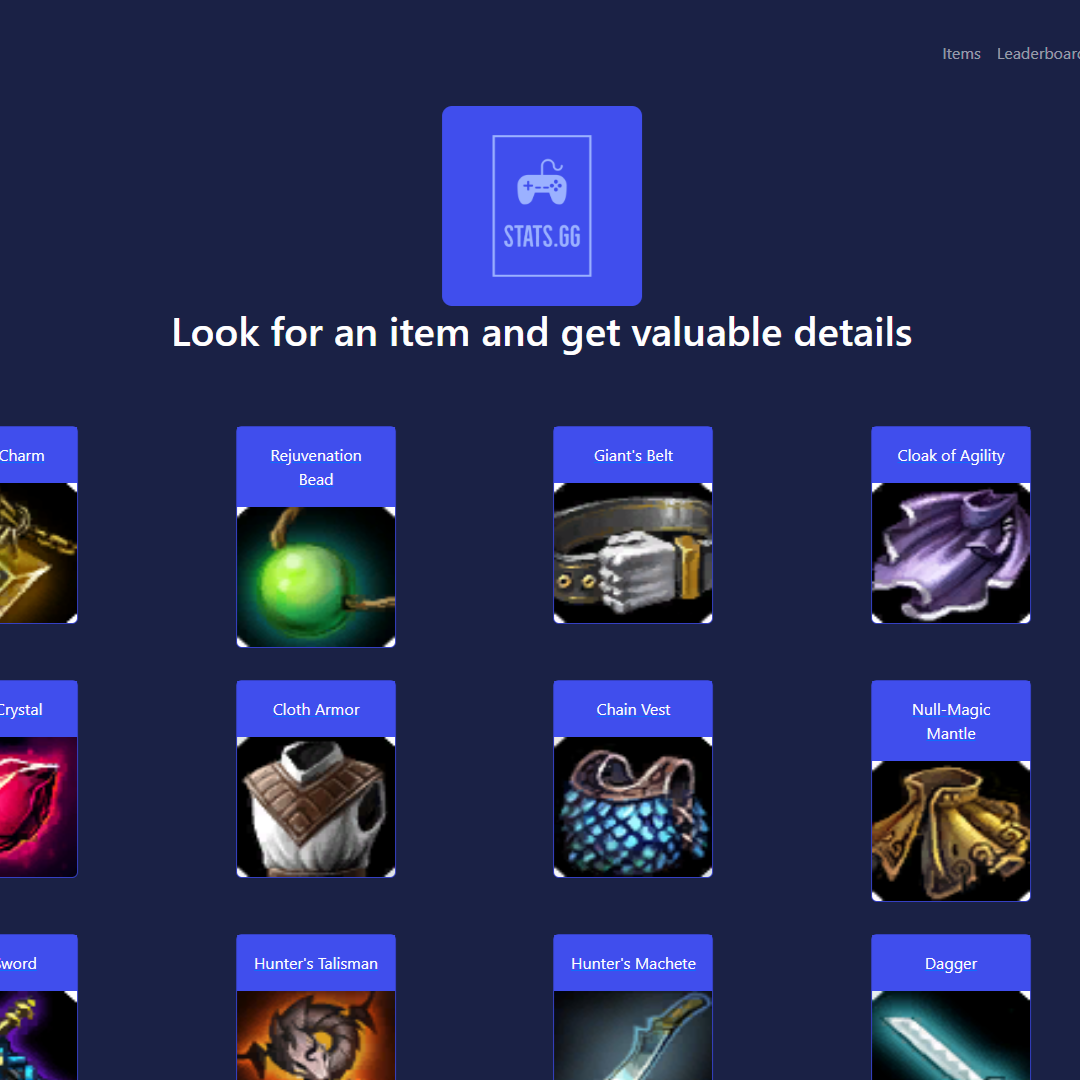 Items Leaderboard
STATS.GG
Look for an item and get valuable details
Charm
Rejuvenation
Bead
Giant's Belt
Cloak of Agility
Crystal
Cloth Armor
Chain Vest
Null-Magic
Mantle
Sword
Hunter's Talisman
Hunter's Machete
Dagger